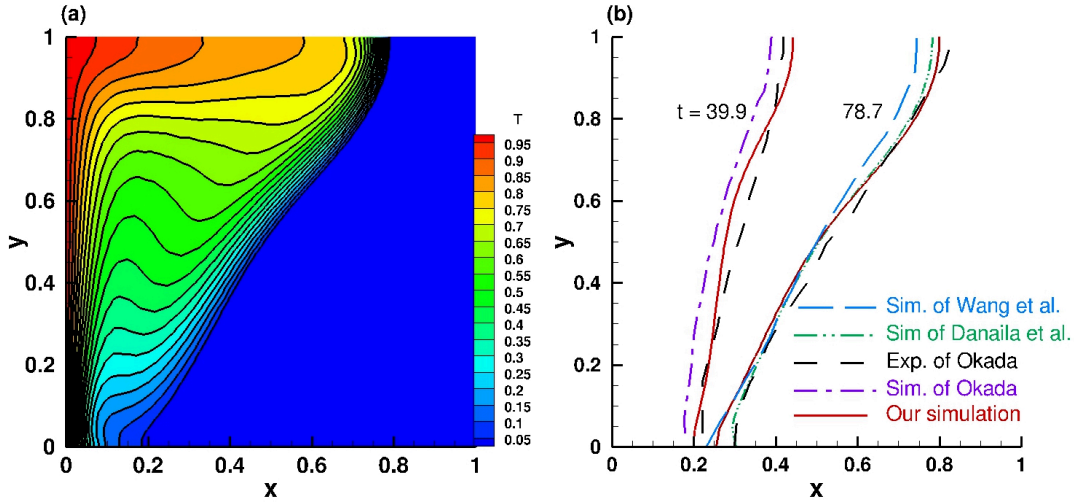 (a)
1
0.8
0.6
0.4
0.2
0
y
0 0.2 0.4 0.6 0.8 1
x
T
0.95
0.9
0.85
0.8
0.75
0.7
0.65
0.6
0.55
0.5
0.45
0.4
0.35
0.3
0.25
0.2
0.15
0.1
0.05
(b)
1
0.8
0.6
0.4
0.2
0
y
t = 39.9 78.7
Sim. of Wang et al.
Sim of Danaila et al.
Exp. of Okada
Sim. of Okada
Our simulation
0 0.2 0.4 0.6 0.8 1
x